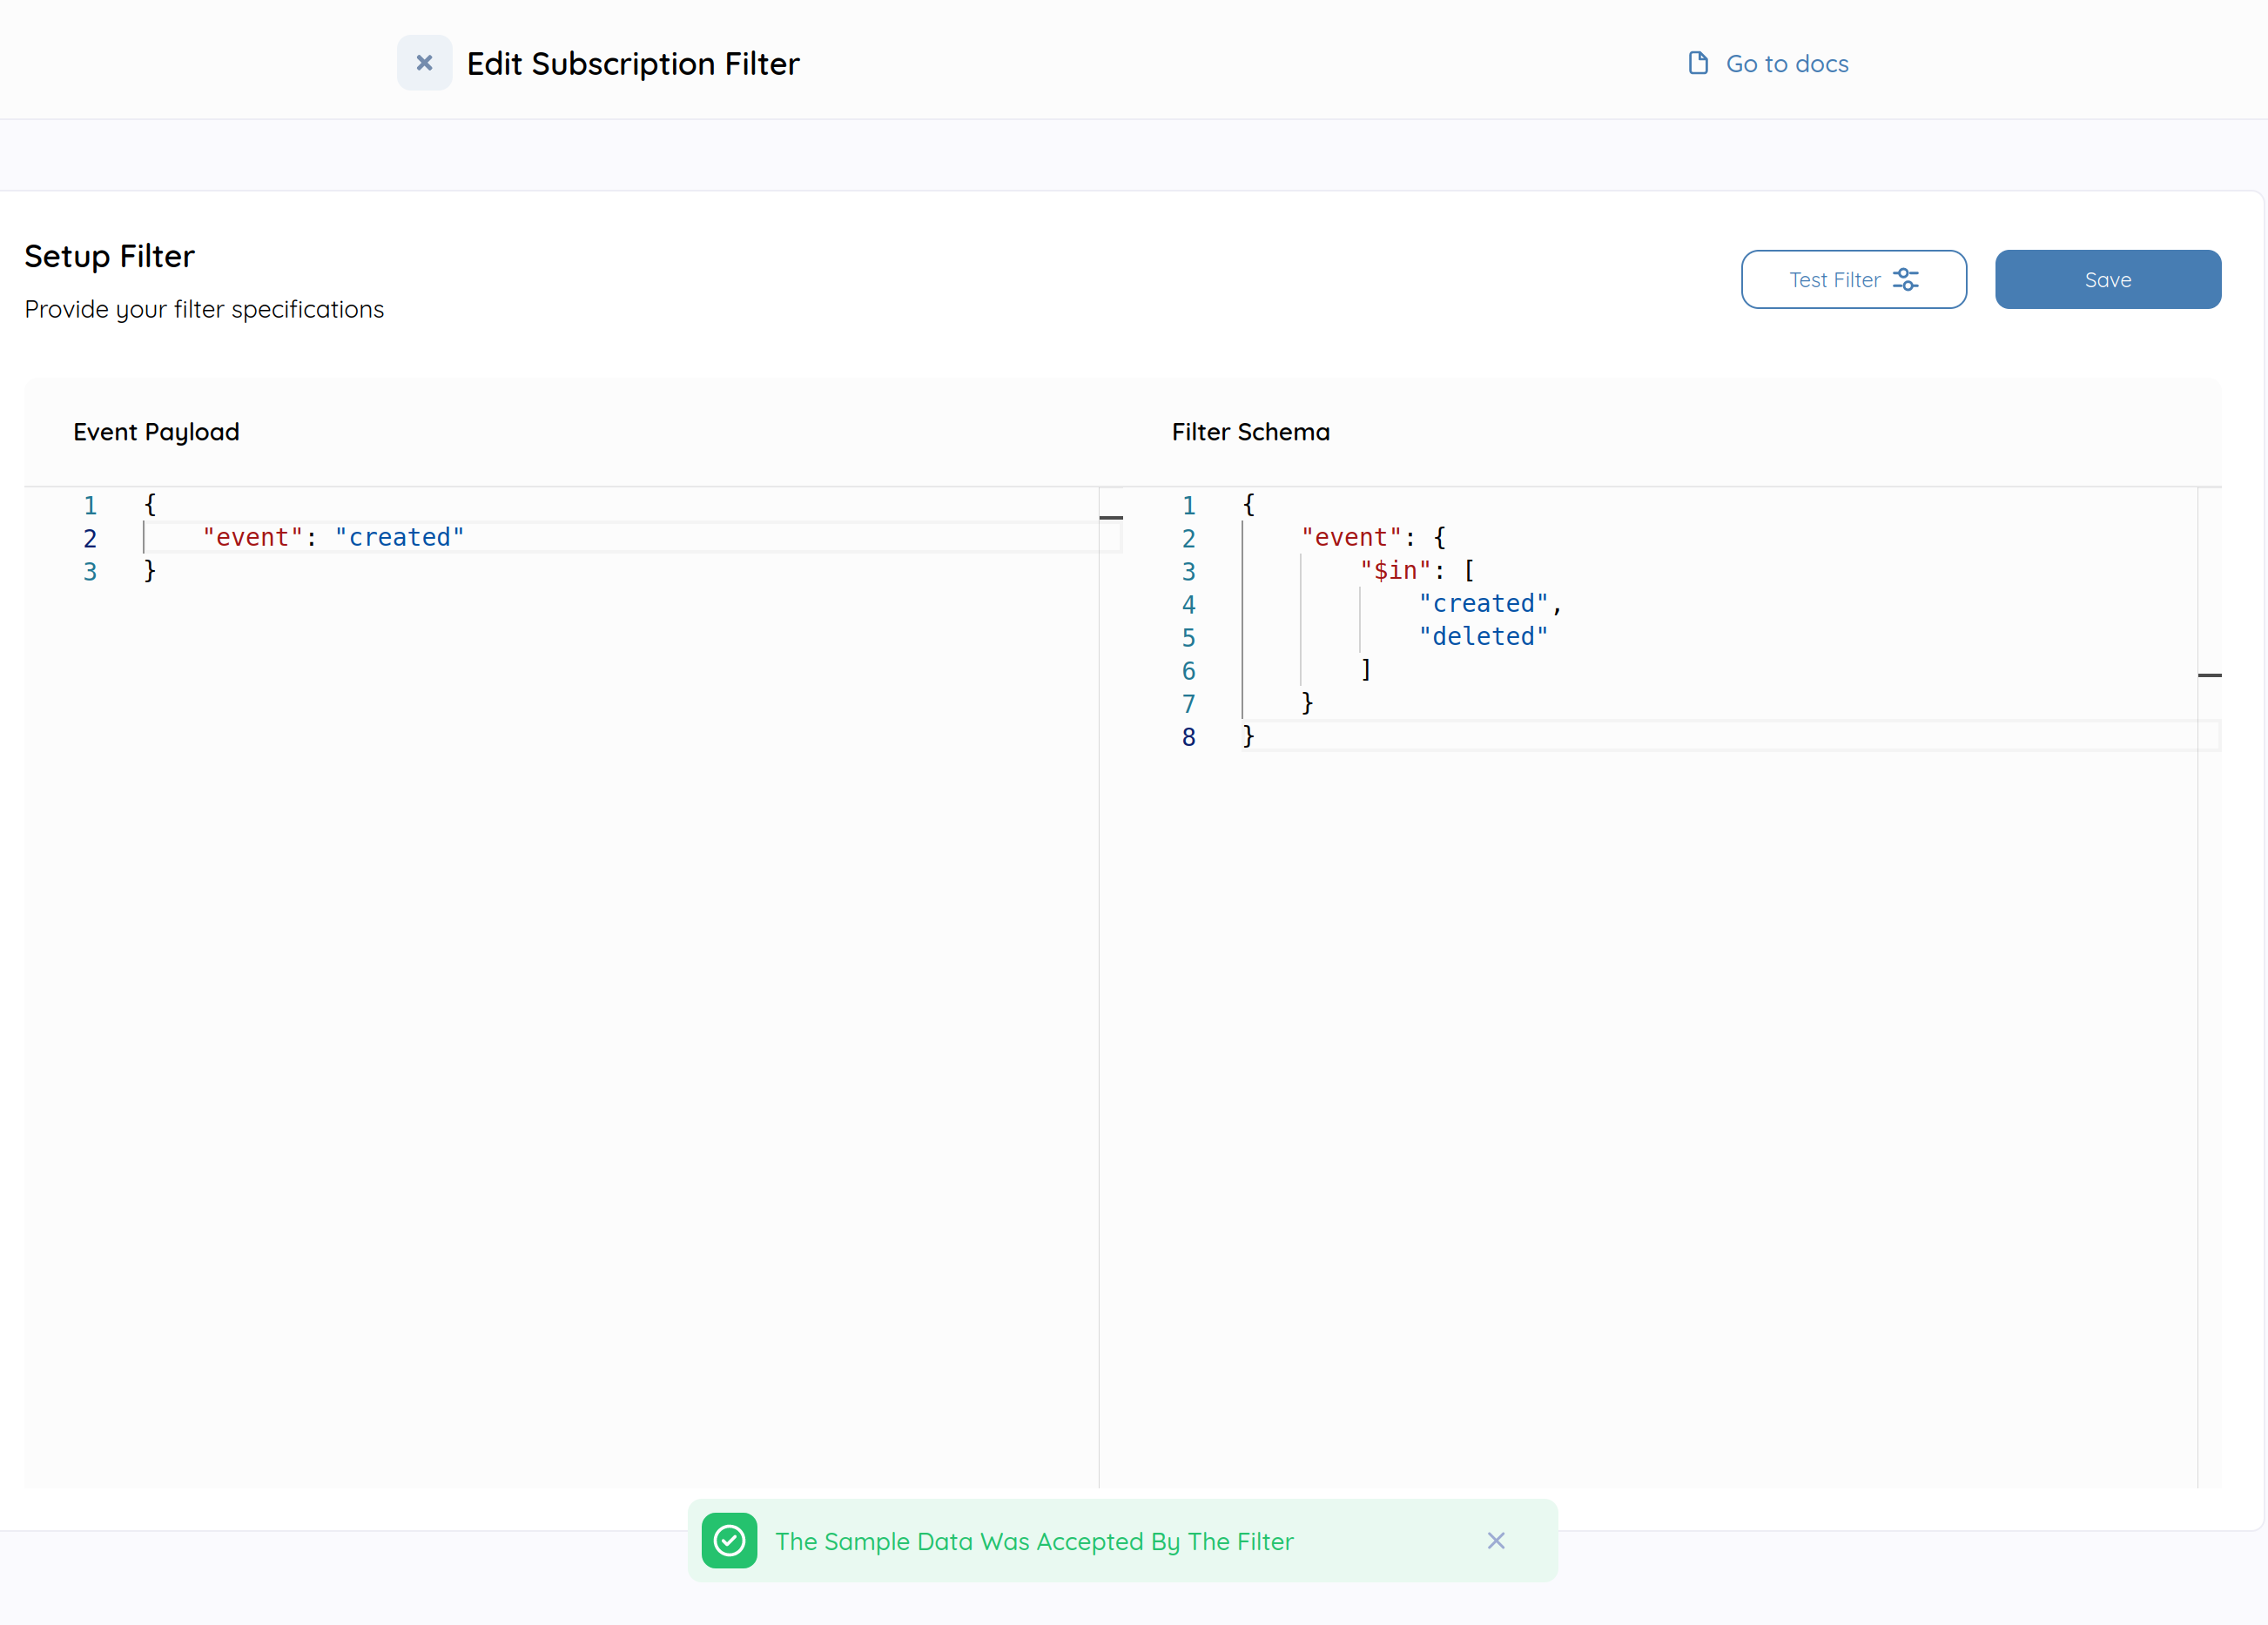 Edit Subscription Filter
Go to docs
Setup Filter
Provide your filter specifications
Test Filter
Save
Event Payload
1 {
2     "event": "created"
3 }
Filter Schema
1 {
2     "event": {
3         "$in": [
4             "created",
5             "deleted"
6         ]
7     }
8 }
The Sample Data Was Accepted By The Filter